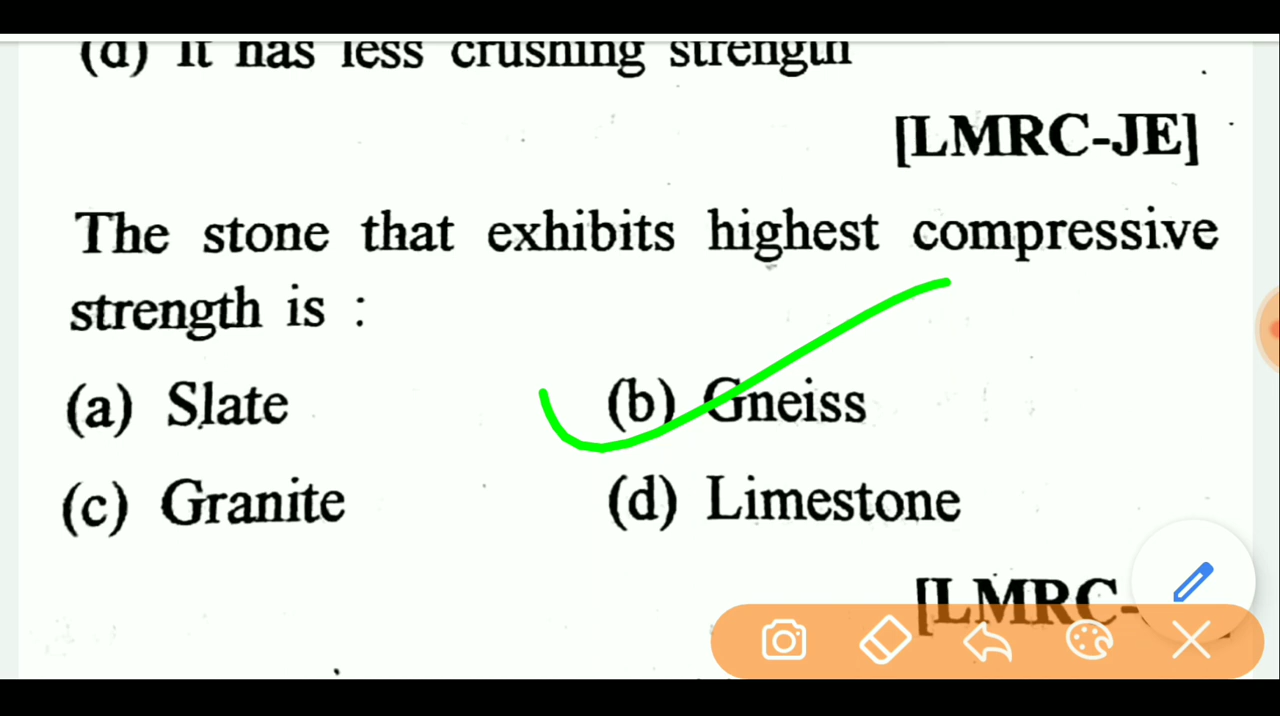 (d) It has less crushing strength
[LMRC-JE]
The stone that exhibits highest compressive
strength is :
(a) Slate (b) Gneiss
(c) Granite (d) Limestone
[LMRC-